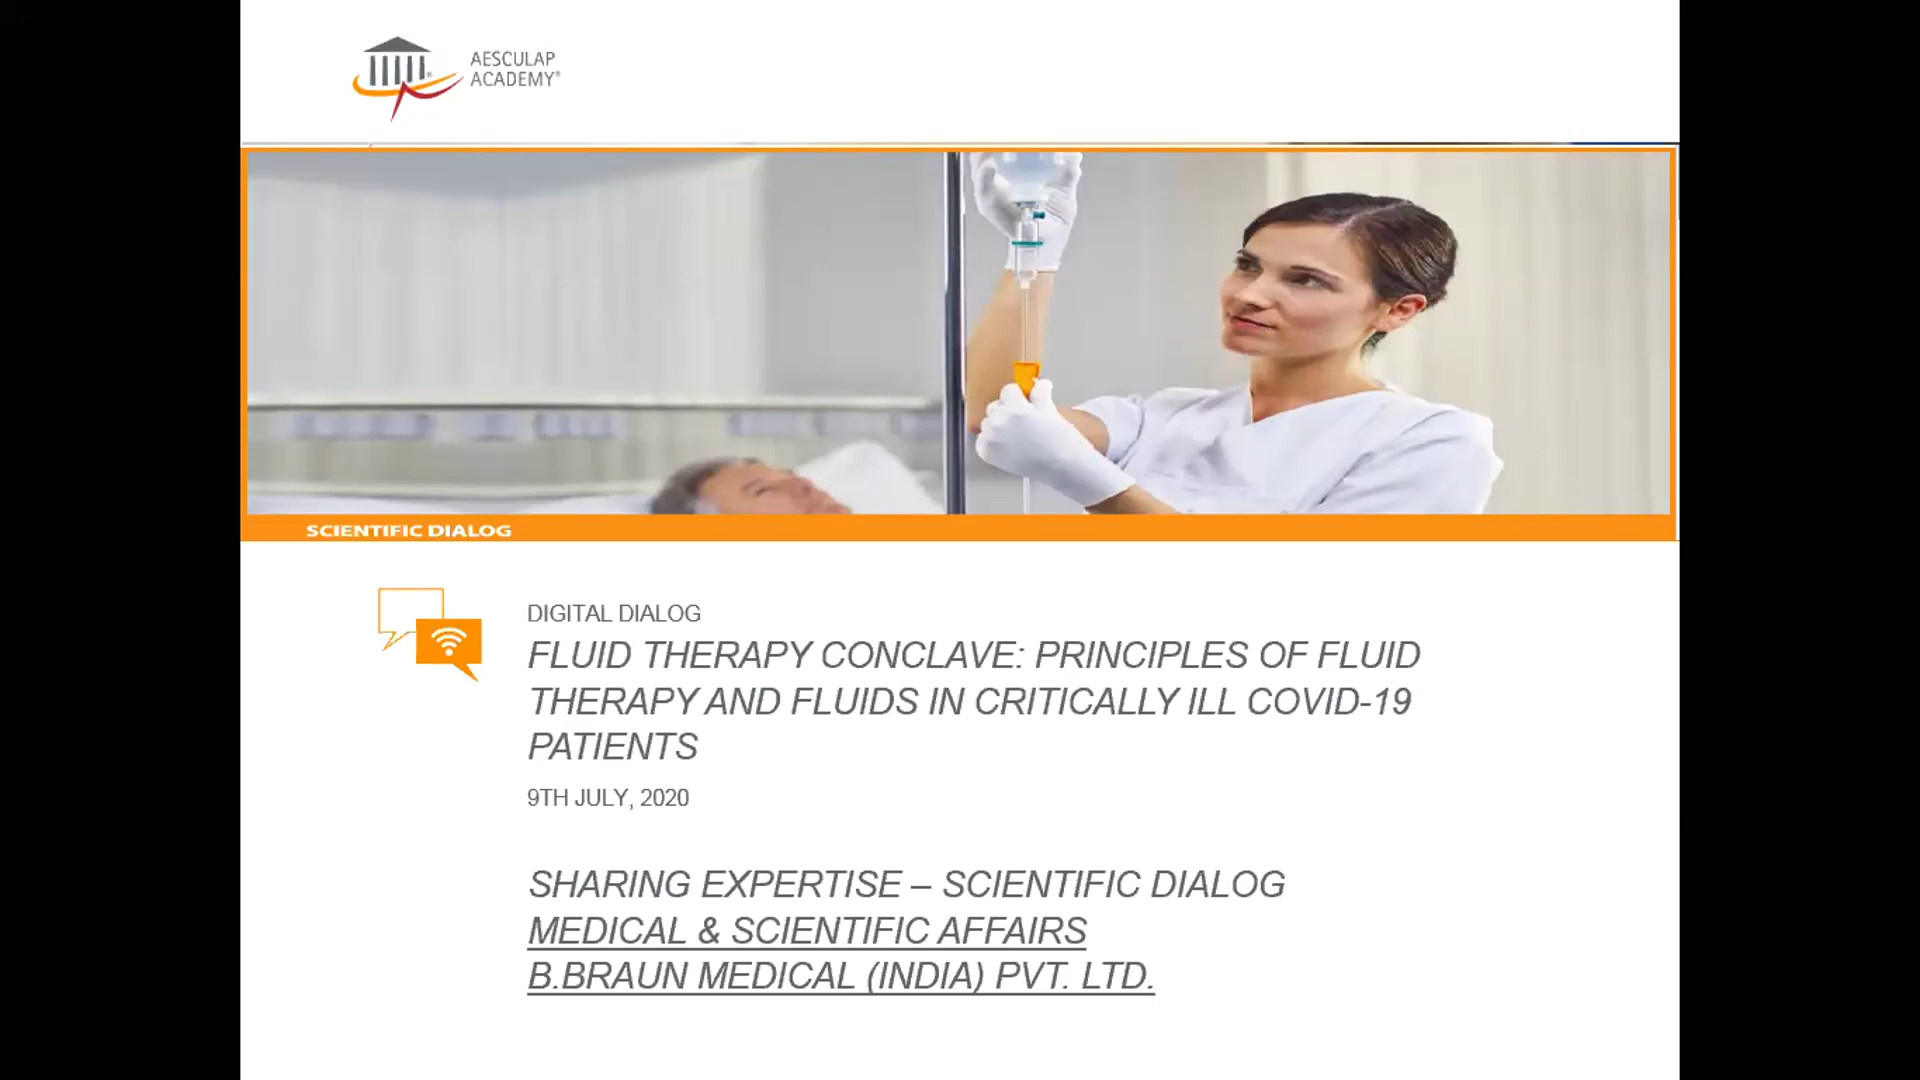 AESCULAP
ACADEMY®
SCIENTIFIC DIALOG
DIGITAL DIALOG
FLUID THERAPY CONCLAVE: PRINCIPLES OF FLUID
THERAPY AND FLUIDS IN CRITICALLY ILL COVID-19
PATIENTS
9TH JULY, 2020
SHARING EXPERTISE – SCIENTIFIC DIALOG
MEDICAL & SCIENTIFIC AFFAIRS
B.BRAUN MEDICAL (INDIA) PVT. LTD.